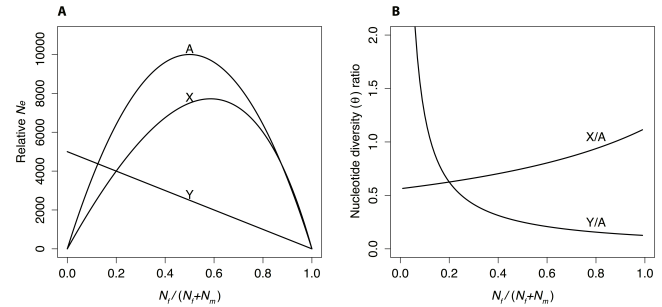 A
Relative Ne
10000
8000
6000
4000
2000
0
A
X
Y
0.0 0.2 0.4 0.6 0.8 1.0
Nf / (Nf+Nm)
B
Nucleotide diversity (θ) ratio
2.0
1.5
1.0
0.5
0.0
X/A
Y/A
0.0 0.2 0.4 0.6 0.8 1.0
Nf / (Nf+Nm)